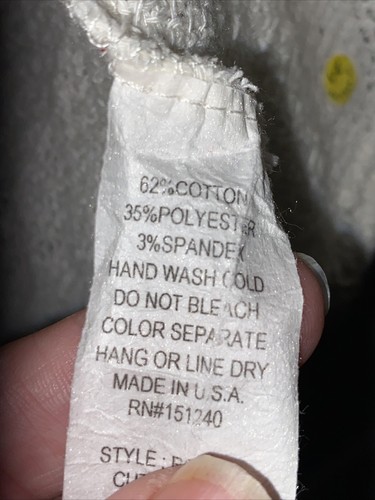 62%COTTON
35%POLYESTER
3%SPANDEX
HAND WASH COLD
DO NOT BLEACH
COLOR SEPARATE
HANG OR LINE DRY
MADE IN U.S.A.
RN#151240
STYLE :